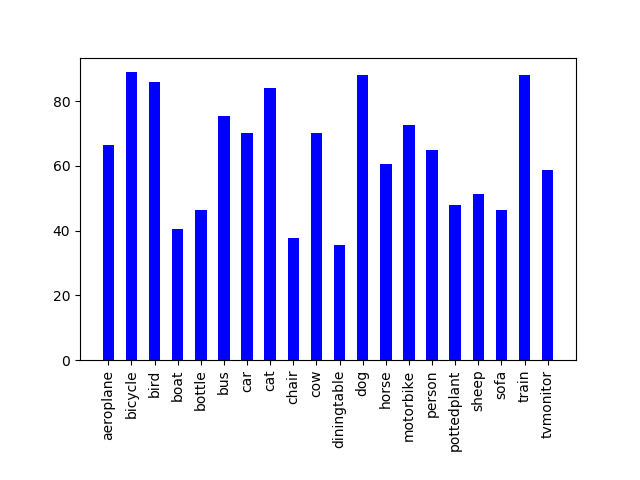 80
60
40
20
0
aeroplane
bicycle
bird
boat
bottle
bus
car
cat
chair
cow
diningtable
dog
horse
motorbike
person
pottedplant
sheep
sofa
train
tvmonitor